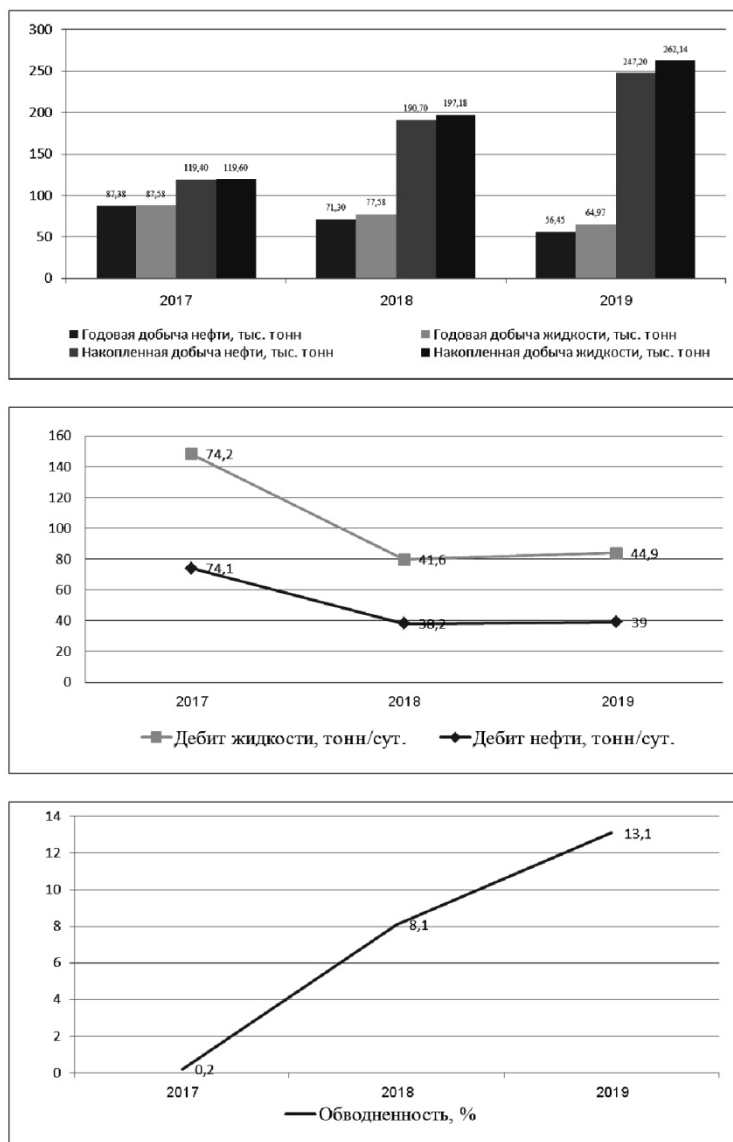 300
250
200
150
100
50
0
87,38 87,58 119,40 119,60
71,30 77,58 190,70 197,18
56,45 64,97 247,20 262,14
2017 2018 2019
Годовая добыча нефти, тыс. тонн Годовая добыча жидкости, тыс. тонн
Накопленная добыча нефти, тыс. тонн Накопленная добыча жидкости, тыс. тонн
160
140
120
100
80
60
40
20
0
74,2 41,6 44,9
74,1 38,2 39
2017 2018 2019
Дебит жидкости, тонн/сут. Дебит нефти, тонн/сут.
14
12
10
8
6
4
2
0
0,2 8,1 13,1
2017 2018 2019
Обводненность, %